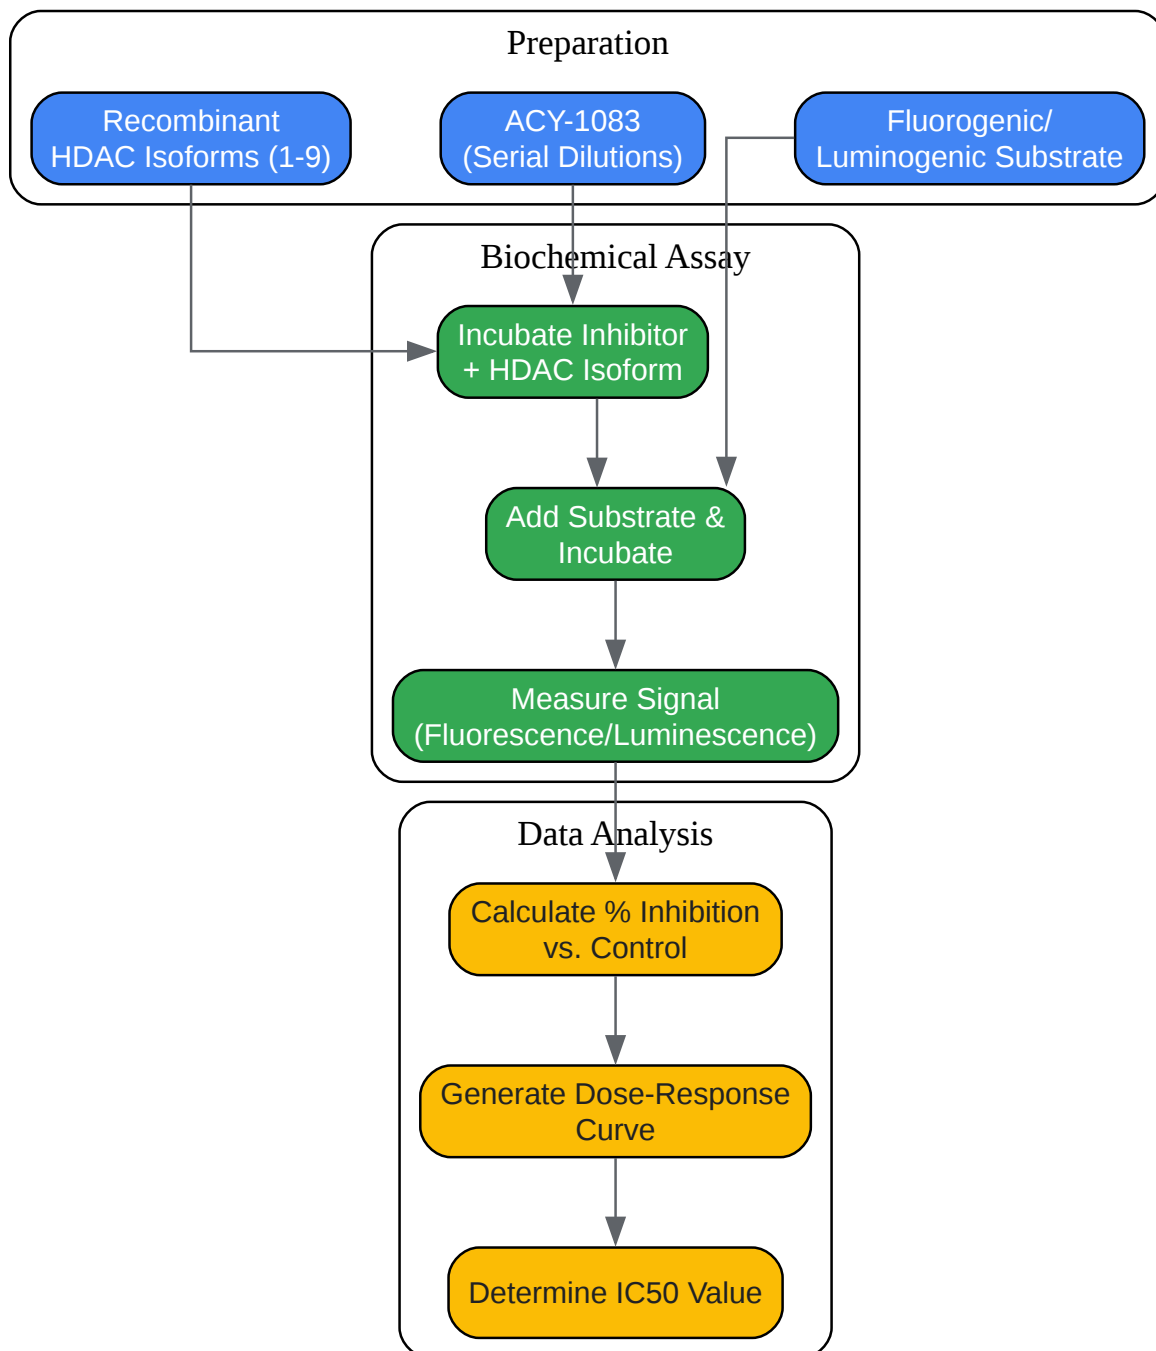 Preparation
Recombinant
HDAC Isoforms (1-9)
ACY-1083
(Serial Dilutions)
Fluorogenic/
Luminogenic Substrate
Biochemical Assay
Incubate Inhibitor
+ HDAC Isoform
Add Substrate &
Incubate
Measure Signal
(Fluorescence/Luminescence)
Data Analysis
Calculate % Inhibition
vs. Control
Generate Dose-Response
Curve
Determine IC50 Value